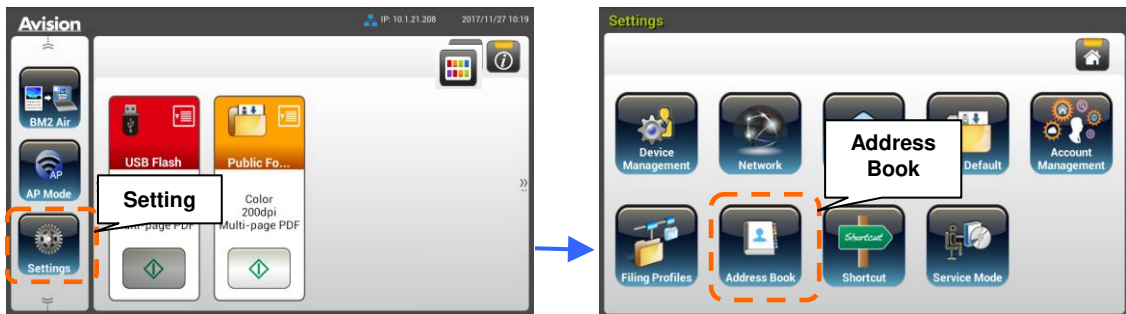 Avision
IP: 10.1.21.208 2017/11/27 10:19
BM2 Air
AP
AP Mode
Settings
Setting
USB Flash
Public Fo...
Color
200dpi
Multi-page PDF
Settings
Device
Management
Network
Default
Account
Management
Address
Book
Filing Profiles
Address Book
Shortcut
Shortcut
Service Mode